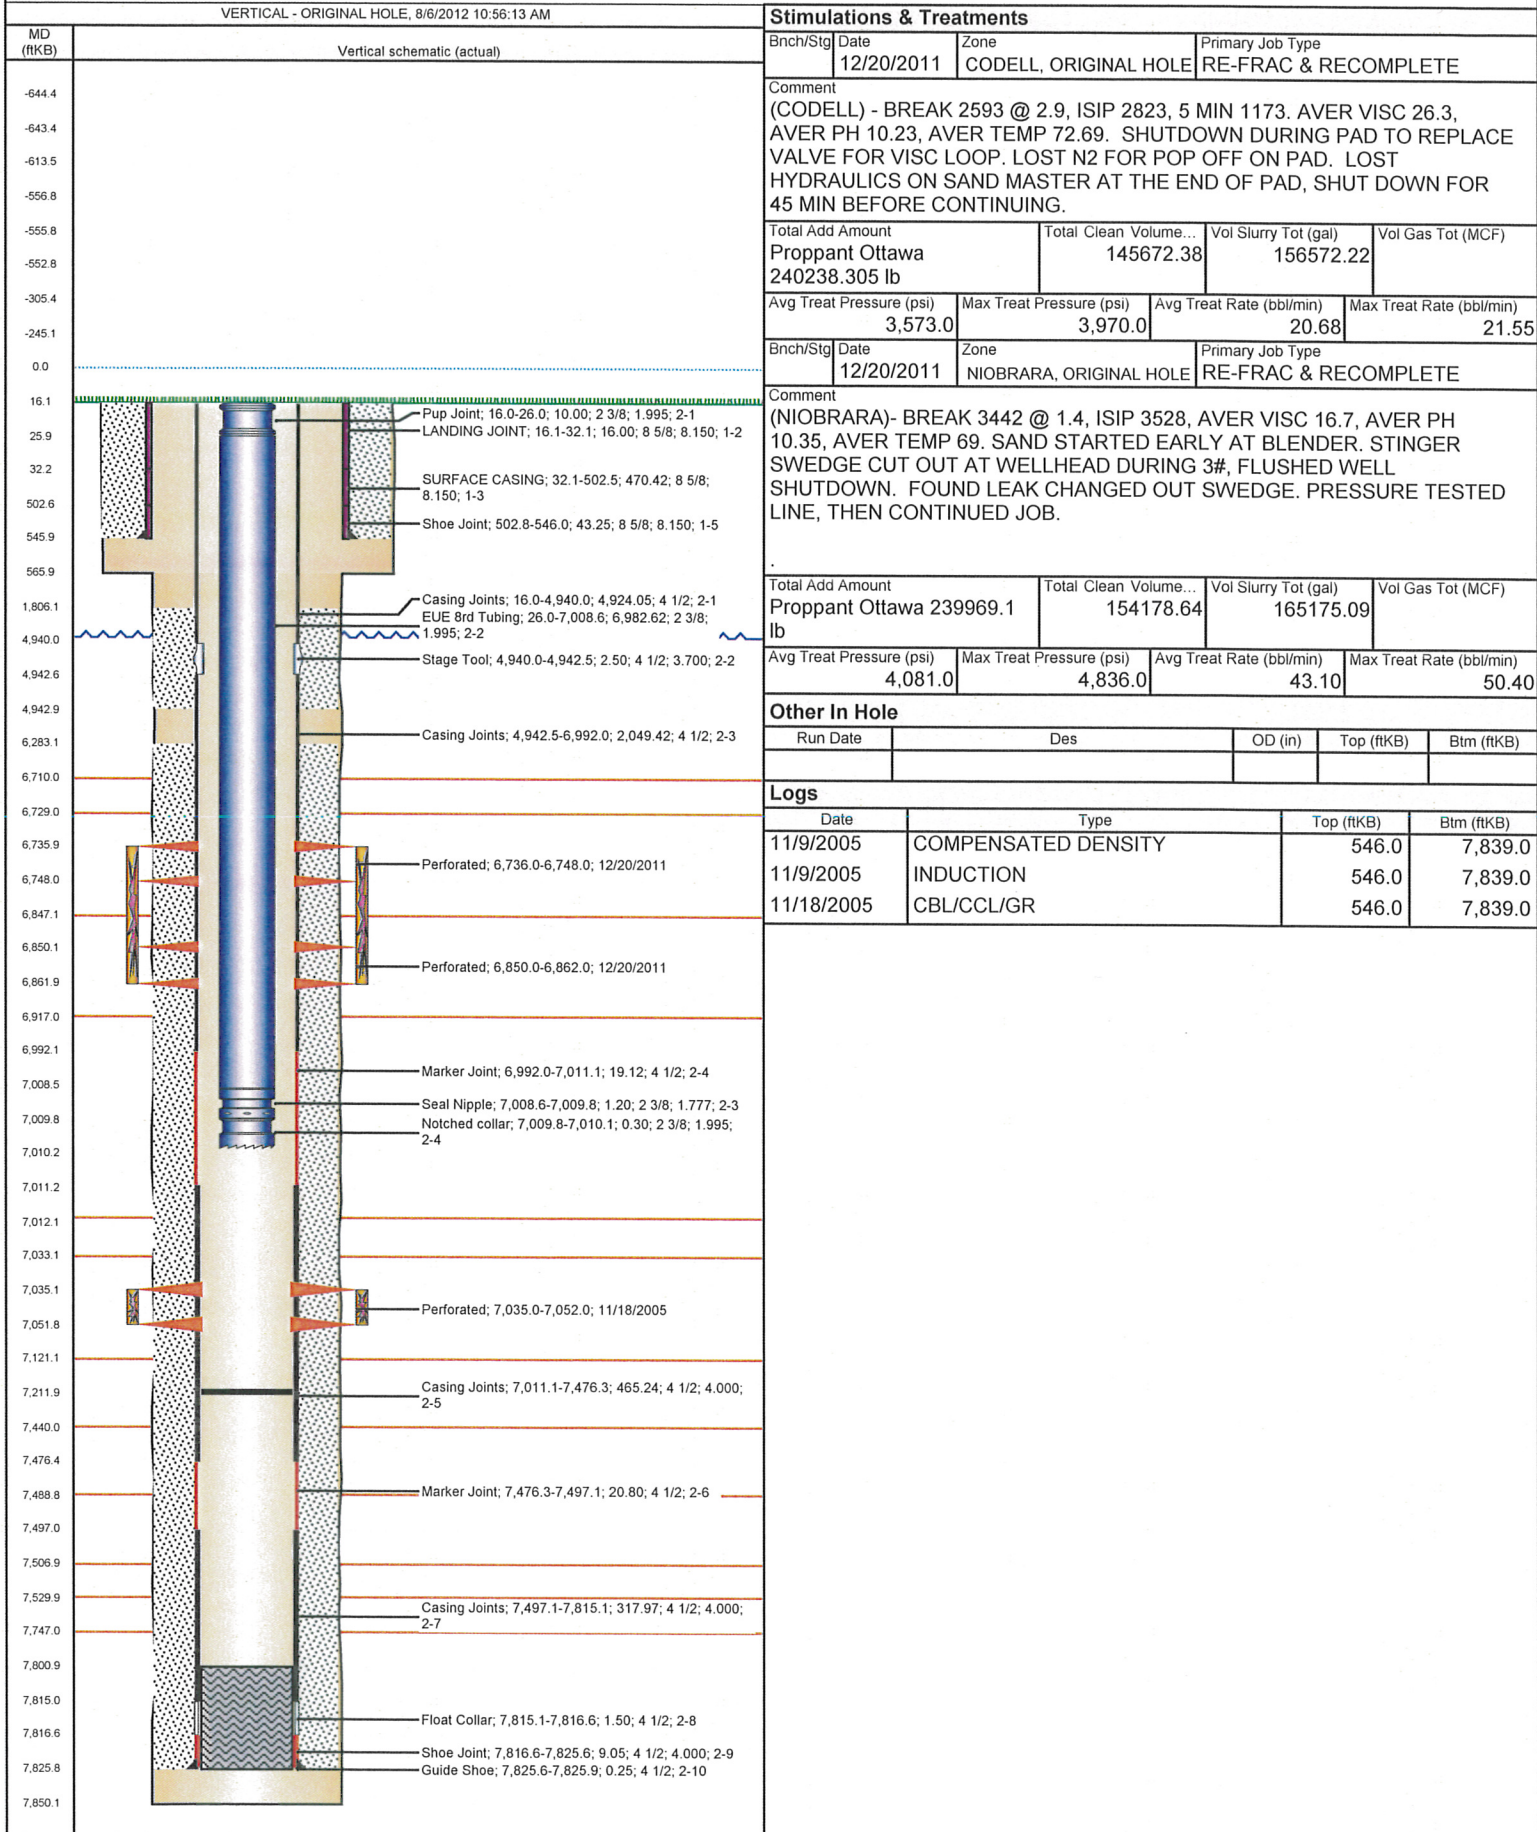 VERTICAL - ORIGINAL HOLE, 8/6/2012 10:56:13 AM
MD
(ftKB)
Vertical schematic (actual)
-644.4
-643.4
-613.5
-556.8
-555.8
-552.8
-305.4
-245.1
0.0
16.1
25.9
32.2
502.6
545.9
565.9
1,806.1
4,940.0
4,942.6
4,942.9
6,283.1
6,710.0
6,729.0
6,735.9
6,748.0
6,847.1
6,850.1
6,861.9
6,917.0
6,992.1
7,008.5
7,009.8
7,010.2
7,011.2
7,012.1
7,033.1
7,035.1
7,051.8
7,121.1
7,211.9
7,440.0
7,476.4
7,488.8
7,497.0
7,506.9
7,529.9
7,747.0
7,800.9
7,815.0
7,816.6
7,825.8
7,850.1
Pup Joint; 16.0-26.0; 10.00; 2 3/8; 1.995; 2-1
LANDING JOINT; 16.1-32.1; 16.00; 8 5/8; 8.150; 1-2
SURFACE CASING; 32.1-502.5; 470.42; 8 5/8;
8.150; 1-3
Shoe Joint; 502.8-546.0; 43.25; 8 5/8; 8.150; 1-5
Casing Joints; 16.0-4,940.0; 4,924.05; 4 1/2; 2-1
EUE 8rd Tubing; 26.0-7,008.6; 6,982.62; 2 3/8;
1.995; 2-2
Stage Tool; 4,940.0-4,942.5; 2.50; 4 1/2; 3.700; 2-2
Casing Joints; 4,942.5-6,992.0; 2,049.42; 4 1/2; 2-3
Perforated; 6,736.0-6,748.0; 12/20/2011
Perforated; 6,850.0-6,862.0; 12/20/2011
Marker Joint; 6,992.0-7,011.1; 19.12; 4 1/2; 2-4
Seal Nipple; 7,008.6-7,009.8; 1.20; 2 3/8; 1.777; 2-3
Notched collar; 7,009.8-7,010.1; 0.30; 2 3/8; 1.995;
2-4
Perforated; 7,035.0-7,052.0; 11/18/2005
Casing Joints; 7,011.1-7,476.3; 465.24; 4 1/2; 4.000;
2-5
Marker Joint; 7,476.3-7,497.1; 20.80; 4 1/2; 2-6
Casing Joints; 7,497.1-7,815.1; 317.97; 4 1/2; 4.000;
2-7
Float Collar; 7,815.1-7,816.6; 1.50; 4 1/2; 2-8
Shoe Joint; 7,816.6-7,825.6; 9.05; 4 1/2; 4.000; 2-9
Guide Shoe; 7,825.6-7,825.9; 0.25; 4 1/2; 2-10
Stimulations & Treatments
Bnch/Stg Date Zone Primary Job Type
12/20/2011 CODELL, ORIGINAL HOLE RE-FRAC & RECOMPLETE
Comment
(CODELL) - BREAK 2593 @ 2.9, ISIP 2823, 5 MIN 1173. AVER VISC 26.3,
AVER PH 10.23, AVER TEMP 72.69. SHUTDOWN DURING PAD TO REPLACE
VALVE FOR VISC LOOP. LOST N2 FOR POP OFF ON PAD. LOST
HYDRAULICS ON SAND MASTER AT THE END OF PAD, SHUT DOWN FOR
45 MIN BEFORE CONTINUING.
Total Add Amount Total Clean Volume... Vol Slurry Tot (gal) Vol Gas Tot (MCF)
Proppant Ottawa 145672.38 156572.22
240238.305 lb
Avg Treat Pressure (psi) Max Treat Pressure (psi) Avg Treat Rate (bbl/min) Max Treat Rate (bbl/min)
3,573.0 3,970.0 20.68 21.55
Bnch/Stg Date Zone Primary Job Type
12/20/2011 NIOBRARA, ORIGINAL HOLE RE-FRAC & RECOMPLETE
Comment
(NIOBRARA)- BREAK 3442 @ 1.4, ISIP 3528, AVER VISC 16.7, AVER PH
10.35, AVER TEMP 69. SAND STARTED EARLY AT BLENDER. STINGER
SWEDGE CUT OUT AT WELLHEAD DURING 3#, FLUSHED WELL
SHUTDOWN. FOUND LEAK CHANGED OUT SWEDGE. PRESSURE TESTED
LINE, THEN CONTINUED JOB.
.
Total Add Amount Total Clean Volume... Vol Slurry Tot (gal) Vol Gas Tot (MCF)
Proppant Ottawa 239969.1 154178.64 165175.09
lb
Avg Treat Pressure (psi) Max Treat Pressure (psi) Avg Treat Rate (bbl/min) Max Treat Rate (bbl/min)
4,081.0 4,836.0 43.10 50.40
Other In Hole
Run Date Des OD (in) Top (ftKB) Btm (ftKB)
Logs
Date Type Top (ftKB) Btm (ftKB)
11/9/2005 COMPENSATED DENSITY 546.0 7,839.0
11/9/2005 INDUCTION 546.0 7,839.0
11/18/2005 CBL/CCL/GR 546.0 7,839.0